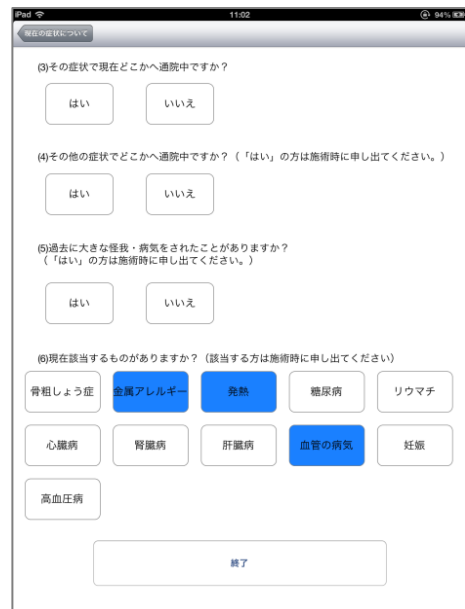 iPad 11:02 94%
現在の症状について
(3)その症状で現在どこかへ通院中ですか？
はい いいえ
(4)その他の症状でどこかへ通院中ですか？（「はい」の方は施術時に申し出てください。）
はい いいえ
(5)過去に大きな怪我・病気をされたことがありますか？
（「はい」の方は施術時に申し出てください。）
はい いいえ
(6)現在該当するものがありますか？（該当する方は施術時に申し出てください）
骨粗しょう症 金属アレルギー 発熱 糖尿病 リウマチ
心臓病 腎臓病 肝臓病 血管の病気 妊娠
高血圧病
終了